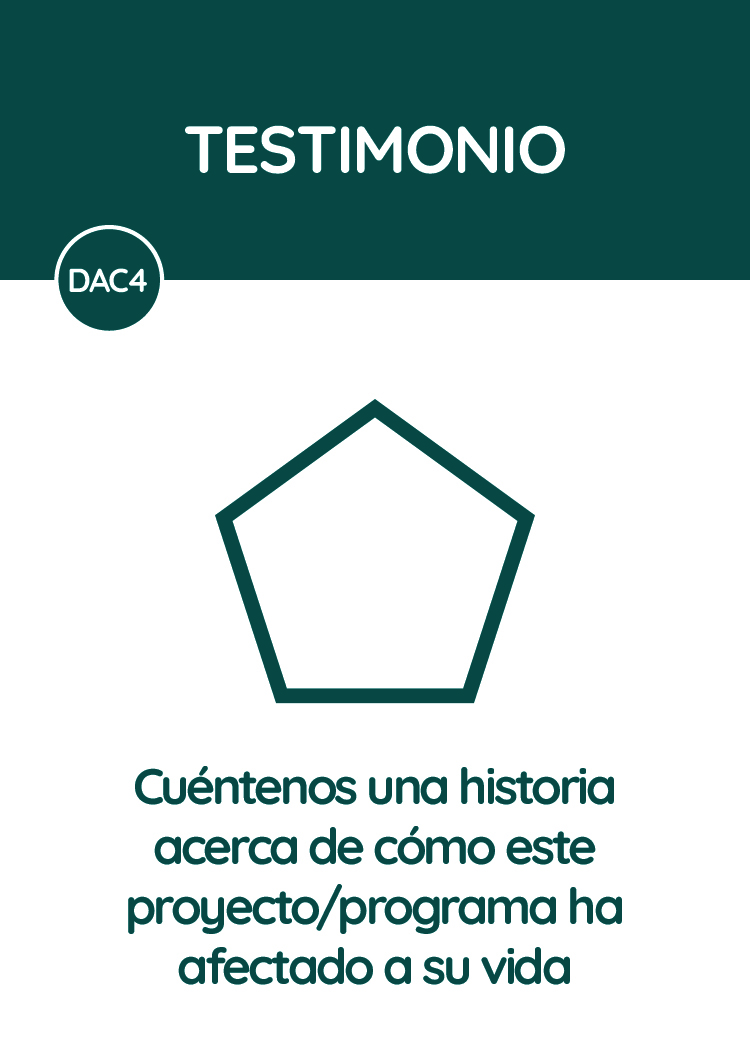 TESTIMONIO
DAC4
Cuéntenos una historia
acerca de cómo este
proyecto/programa ha
afectado a su vida